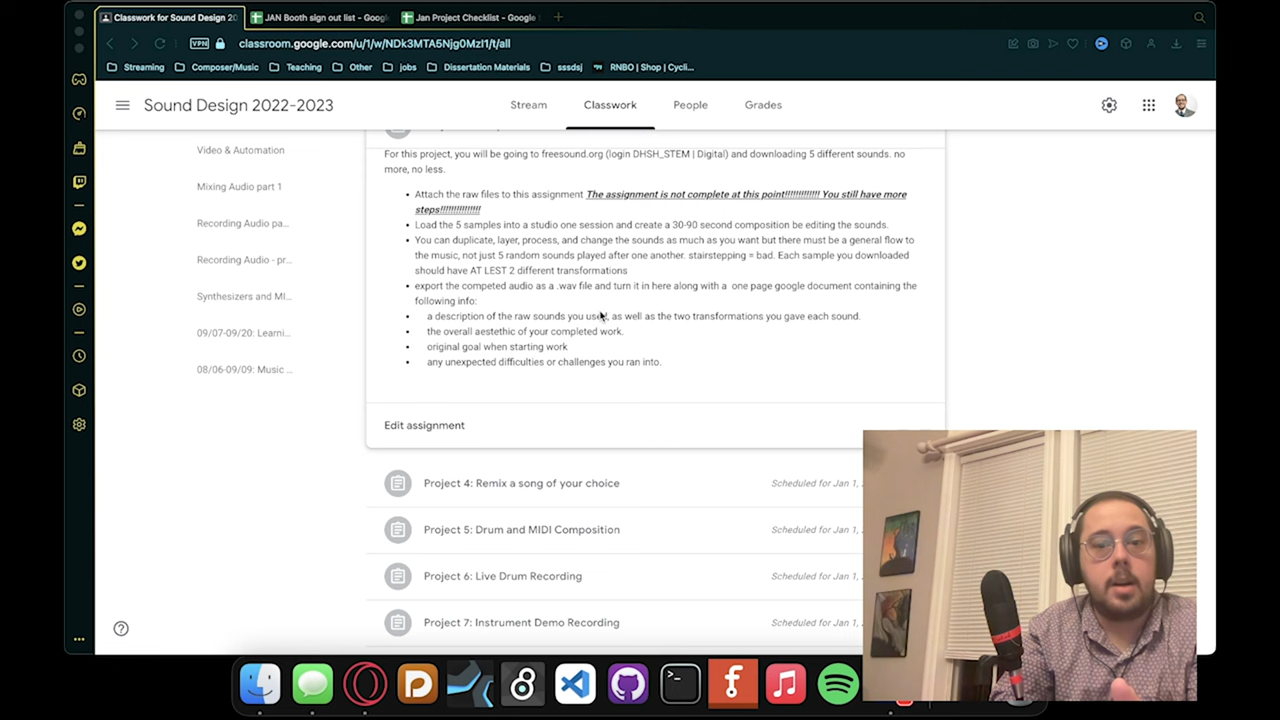 Classwork for Sound Design 20
JAN Booth sign out list - Googl
Jan Project Checklist - Google
VPN
classroom.google.com/u/1/w/NDk3MTA5Njg0MzI1/t/all
Streaming
Composer/Music
Teaching
Other
jobs
Dissertation Materials
sssdsj
RNBO | Shop | Cycli...
Sound Design 2022-2023
Stream
Classwork
People
Grades
Video & Automation
Mixing Audio part 1
Recording Audio pa...
Recording Audio - pr...
Synthesizers and MI...
09/07-09/20: Learni...
08/06-09/09: Music ...
For this project, you will be going to freesound.org (login DHSH_STEM | Digital) and downloading 5 different sounds. no
more, no less.
• Attach the raw files to this assignment The assignment is not complete at this point!!!!!!!!!!!!! You still have more
steps!!!!!!!!!!!!!!!
• Load the 5 samples into a studio one session and create a 30-90 second composition be editing the sounds.
• You can duplicate, layer, process, and change the sounds as much as you want but there must be a general flow to
the music, not just 5 random sounds played after one another. stairstepping = bad. Each sample you downloaded
should have AT LEST 2 different transformations
• export the competed audio as a .wav file and turn it in here along with a one page google document containing the
following info:
• a description of the raw sounds you used, as well as the two transformations you gave each sound.
• the overall aestethic of your completed work.
• original goal when starting work
• any unexpected difficulties or challenges you ran into.
Edit assignment
Project 4: Remix a song of your choice
Scheduled for Jan 1,
Project 5: Drum and MIDI Composition
Scheduled for Jan 1,
Project 6: Live Drum Recording
Scheduled for Jan 1,
Project 7: Instrument Demo Recording
Scheduled for Jan 1,